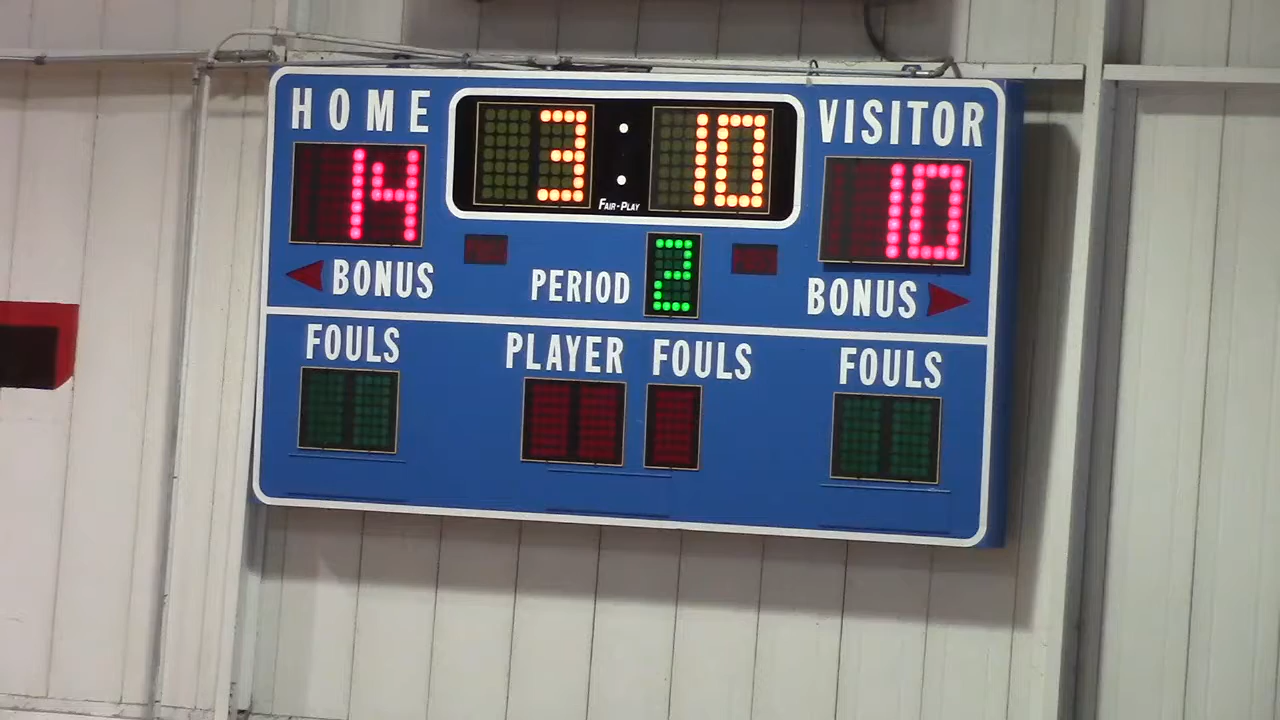 HOME
3:10
VISITOR
14
FAIR-PLAY
10
BONUS
PERIOD 2
BONUS
FOULS
PLAYER FOULS
FOULS